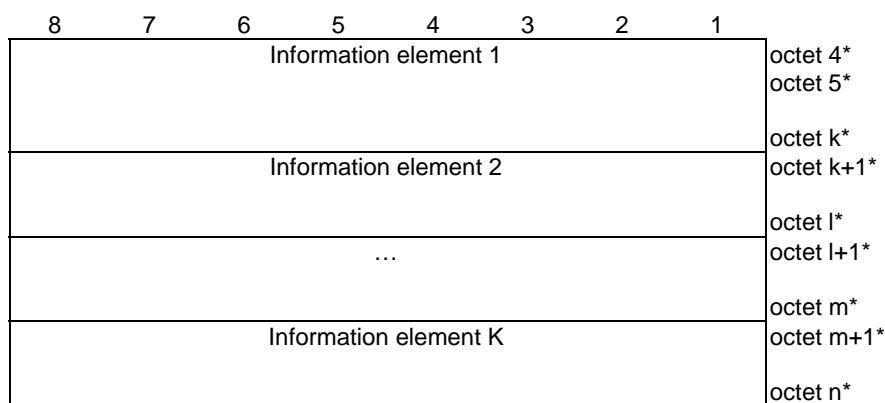 8 7 6 5 4 3 2 1
Information element 1 octet 4*
octet 5*
octet k*
Information element 2 octet k+1*
octet l*
… octet l+1*
octet m*
Information element K octet m+1*
octet n*